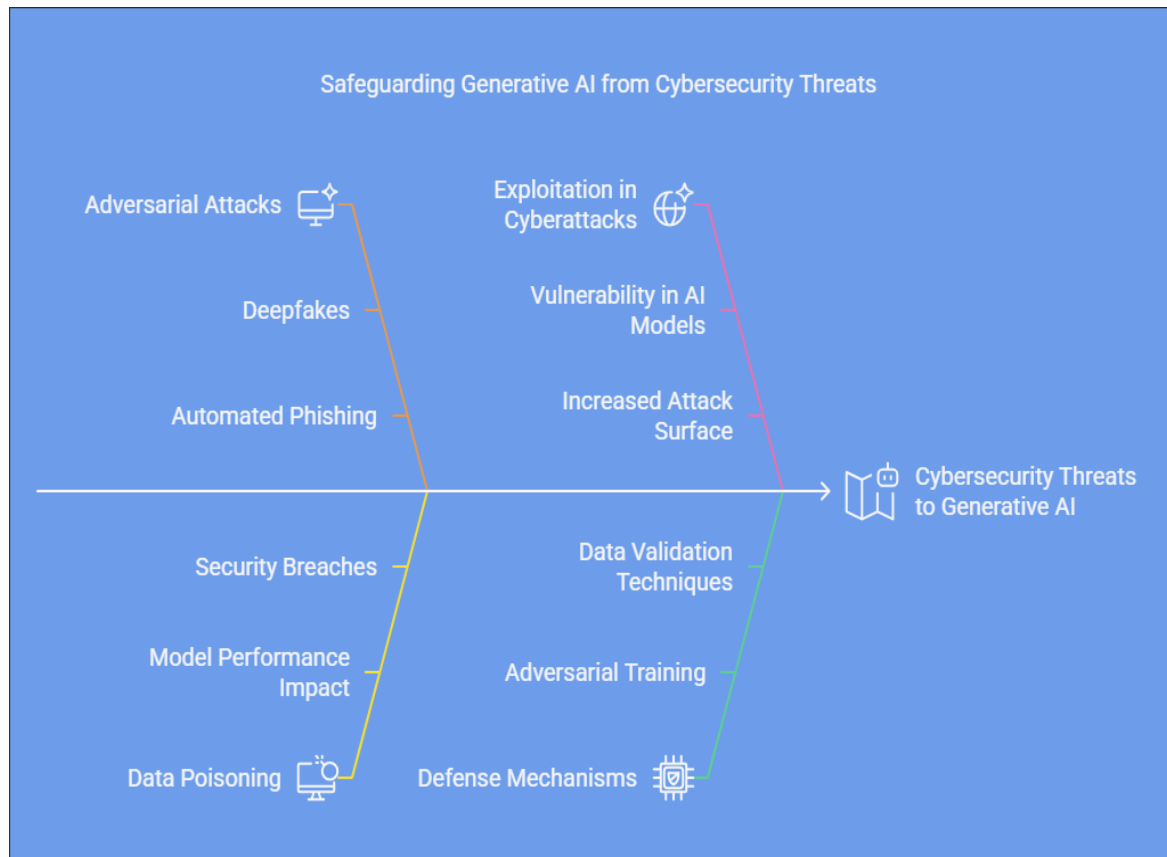 Safeguarding Generative AI from Cybersecurity Threats
Adversarial Attacks
Deepfakes
Automated Phishing
Exploitation in
Cyberattacks
Vulnerability in AI
Models
Increased Attack
Surface
Cybersecurity Threats
to Generative AI
Security Breaches
Model Performance
Impact
Data Poisoning
Data Validation
Techniques
Adversarial Training
Defense Mechanisms